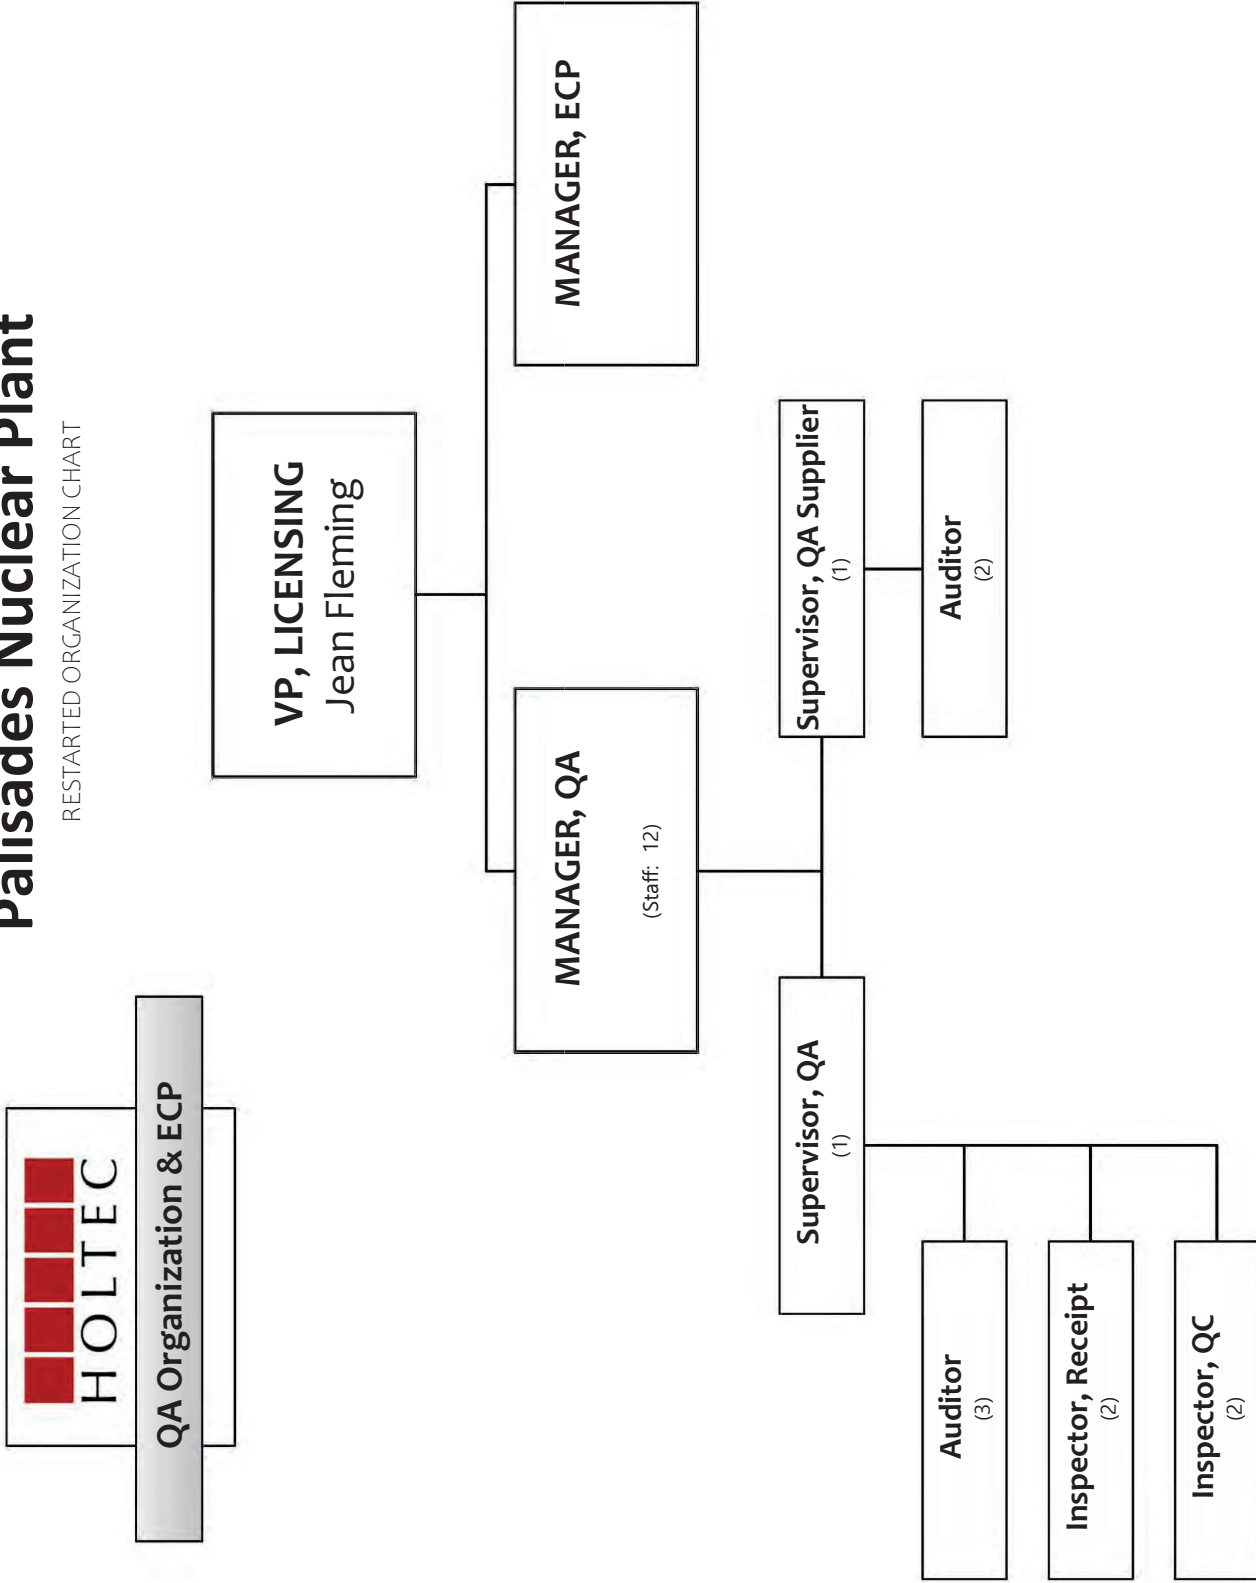 Palisades Nuclear Plant
RESTARTED ORGANIZATION CHART
HOLTEC
QA Organization & ECP
VP, LICENSING
Jean Fleming
MANAGER, QA
(Staff: 12)
MANAGER, ECP
Supervisor, QA
(1)
Supervisor, QA Supplier
(1)
Auditor
(3)
Auditor
(2)
Inspector, Receipt
(2)
Inspector, QC
(2)